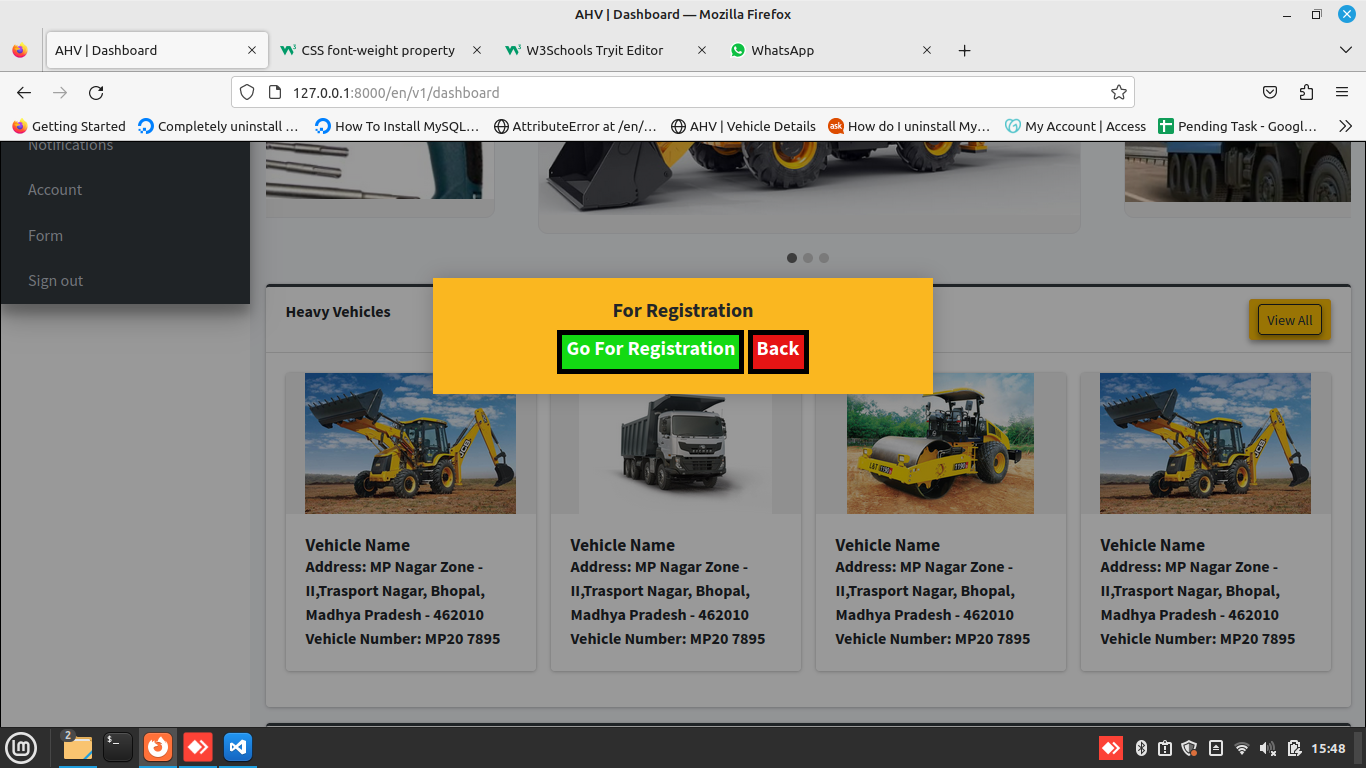 AHV | Dashboard — Mozilla Firefox
AHV | Dashboard
CSS font-weight property
W3Schools Tryit Editor
WhatsApp
127.0.0.1:8000/en/v1/dashboard
Getting Started
Completely uninstall ...
How To Install MySQL...
AttributeError at /en/...
AHV | Vehicle Details
ask
How do I uninstall My...
My Account | Access
Pending Task - Googl...
Notifications
Account
Form
Sign out
Heavy Vehicles
View All
For Registration
Go For Registration
Back
Vehicle Name
Address: MP Nagar Zone -
II,Trasport Nagar, Bhopal,
Madhya Pradesh - 462010
Vehicle Number: MP20 7895
Vehicle Name
Address: MP Nagar Zone -
II,Trasport Nagar, Bhopal,
Madhya Pradesh - 462010
Vehicle Number: MP20 7895
Vehicle Name
Address: MP Nagar Zone -
II,Trasport Nagar, Bhopal,
Madhya Pradesh - 462010
Vehicle Number: MP20 7895
Vehicle Name
Address: MP Nagar Zone -
II,Trasport Nagar, Bhopal,
Madhya Pradesh - 462010
Vehicle Number: MP20 7895
2
$_
15:48